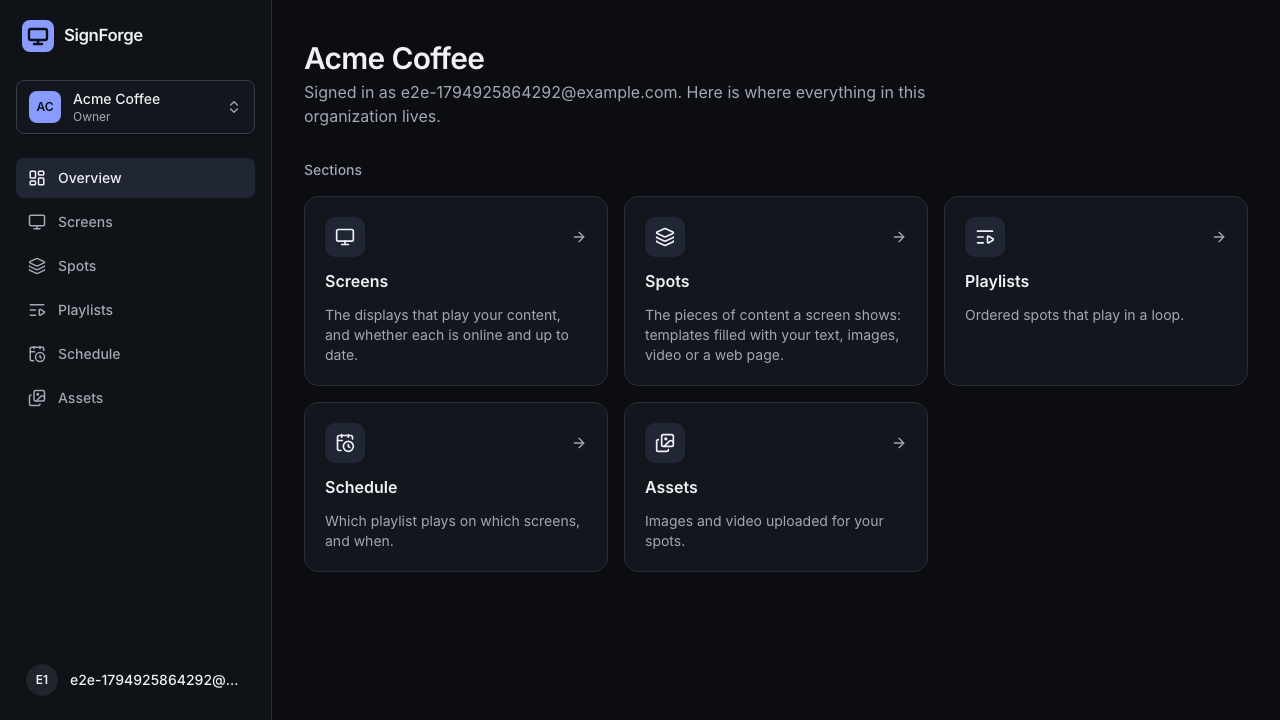 SignForge
AC
Acme Coffee
Owner
Overview
Screens
Spots
Playlists
Schedule
Assets
E1
e2e-1794925864292@...
Acme Coffee
Signed in as e2e-1794925864292@example.com. Here is where everything in this
organization lives.
Sections
Screens
The displays that play your content,
and whether each is online and up to
date.
Spots
The pieces of content a screen shows:
templates filled with your text, images,
video or a web page.
Playlists
Ordered spots that play in a loop.
Schedule
Which playlist plays on which screens,
and when.
Assets
Images and video uploaded for your
spots.